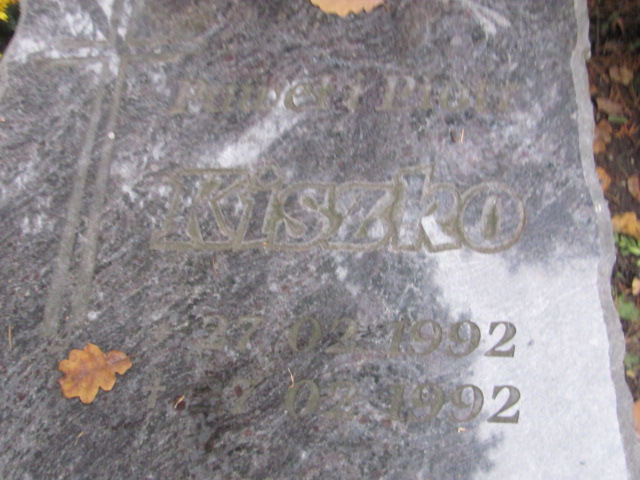 i Piotr
Kiszko
* 27 02 1992
† 02 1992